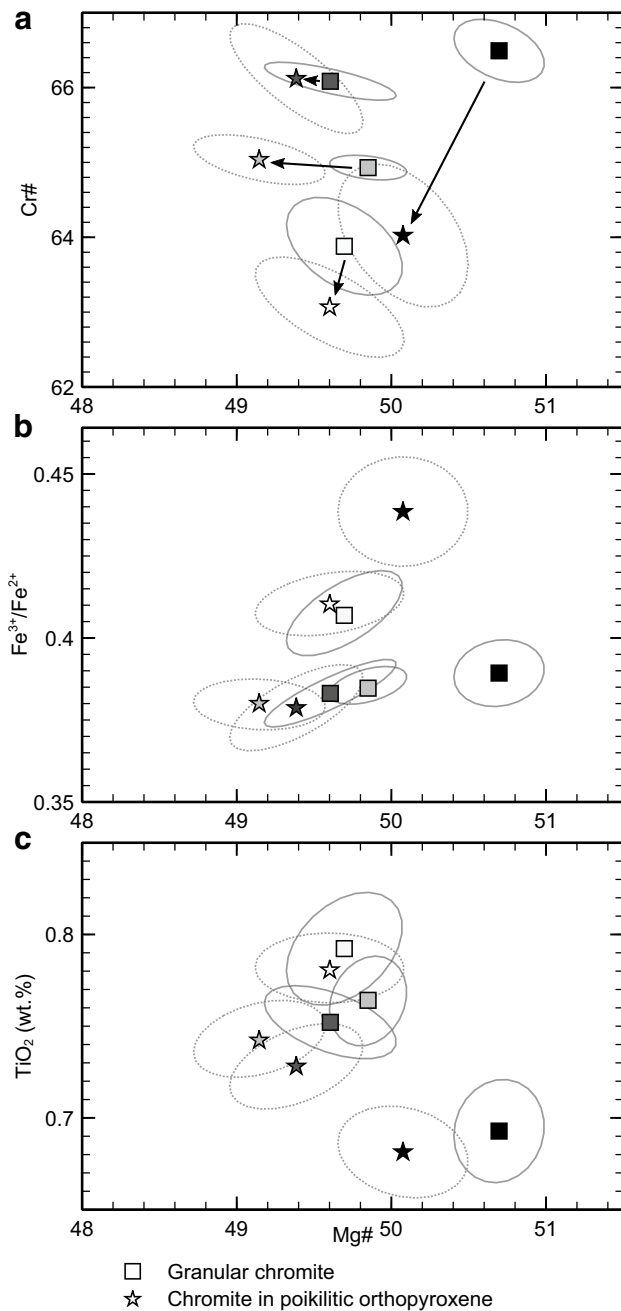 a
66
Cr#
64
62
48
49
50
51
b
0.45
Fe³⁺/Fe²⁺
0.4
0.35
48
49
50
51
c
0.8
TiO₂ (wt.%)
0.7
48
49
50
51
Mg#
Granular chromite
Chromite in poikilitic orthopyroxene